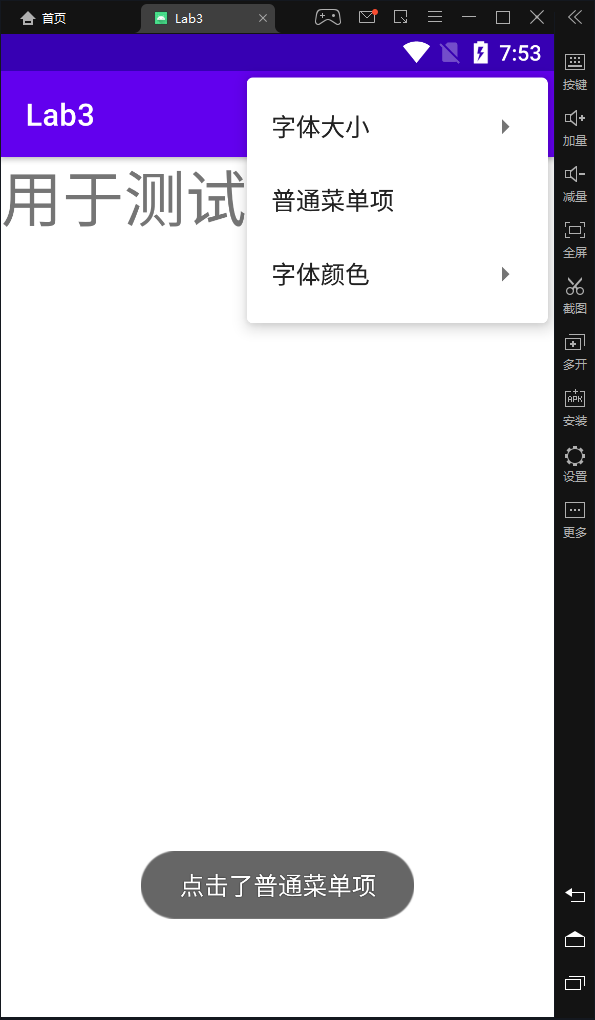 首页
Lab3
7:53
Lab3
字体大小
普通菜单项
字体颜色
用于测试
点击了普通菜单项
按键
加量
减量
全屏
截图
多开
APK
安装
设置
更多